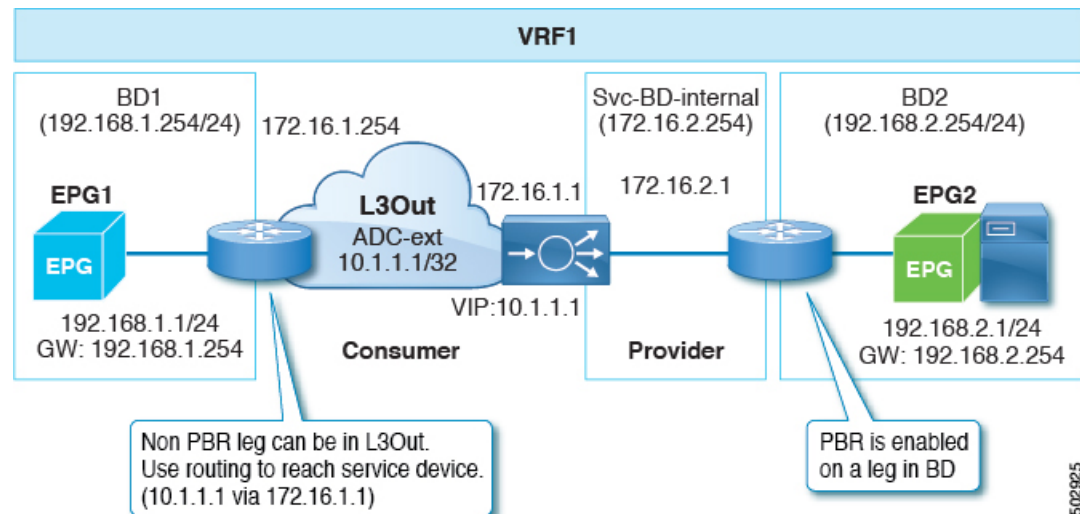 VRF1
BD1
(192.168.1.254/24)
172.16.1.254
Svc-BD-internal
(172.16.2.254)
BD2
(192.168.2.254/24)
EPG1
L3Out
ADC-ext
10.1.1.1/32
172.16.1.1
172.16.2.1
EPG2
EPG
EPG
VIP:10.1.1.1
192.168.1.1/24
GW: 192.168.1.254
Consumer
Provider
192.168.2.1/24
GW: 192.168.2.254
Non PBR leg can be in L3Out.
Use routing to reach service device.
(10.1.1.1 via 172.16.1.1)
PBR is enabled
on a leg in BD
502925